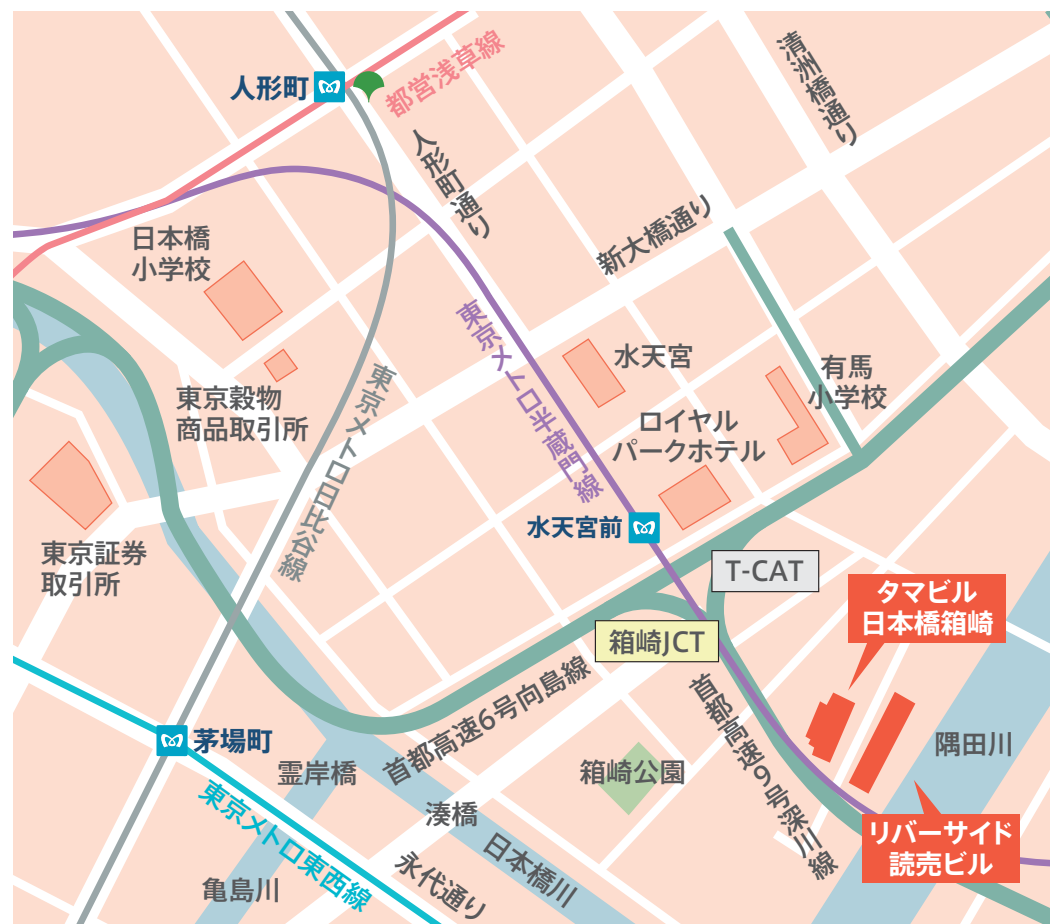 人形町
都営浅草線
清洲橋通り
人形町通り
日本橋
小学校
新大橋通り
東京メトロ半蔵門線
水天宮
有馬
小学校
東京穀物
商品取引所
東京メトロ日比谷線
ロイヤル
パークホテル
水天宮前
東京証券
取引所
T-CAT
タマビル
日本橋箱崎
箱崎JCT
首都高速6号向島線
首都高速9号深川線
茅場町
隅田川
霊岸橋
箱崎公園
東京メトロ東西線
湊橋
日本橋川
リバーサイド
読売ビル
永代通り
亀島川